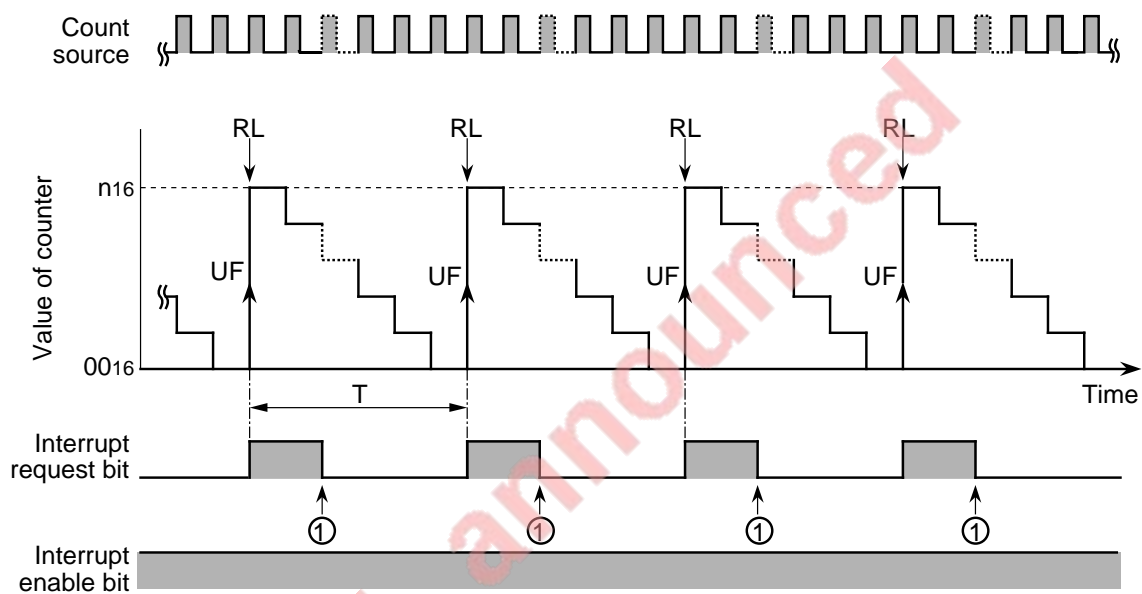 Count
source
RL RL RL RL
n16
UF UF UF UF
Value of counter
0016
Time
T
Interrupt
request bit
① ① ① ①
Interrupt
enable bit
announced